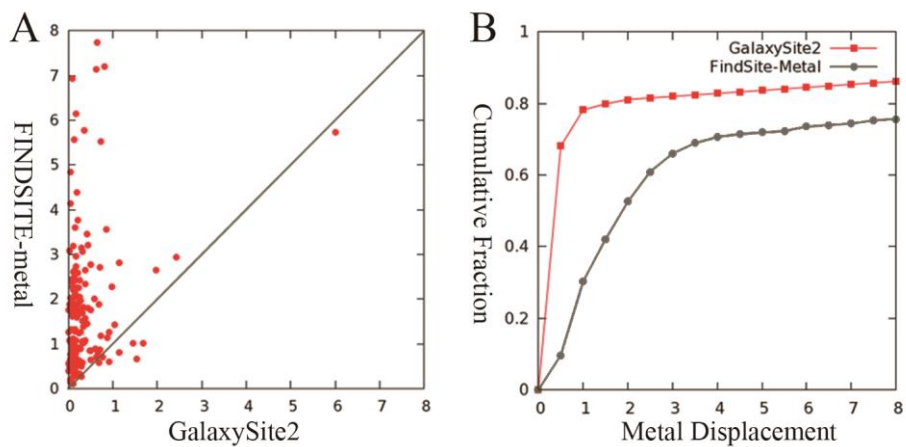 A
8
7
6
5
4
3
2
1
0
FINDSITE-metal
0 1 2 3 4 5 6 7 8
GalaxySite2
B
1
0.8
0.6
0.4
0.2
0
Cumulative Fraction
GalaxySite2
FindSite-Metal
0 1 2 3 4 5 6 7 8
Metal Displacement